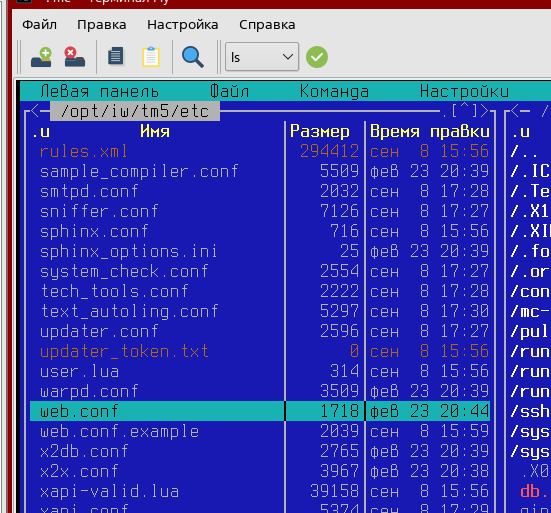 Файл Правка Настройка Справка
ls
Левая панель Файл Команда Настройки
<─ /opt/iw/tm5/etc .[^]> <─ /
.и Имя Размер Время правки .и
rules.xml 294412 сен 8 15:56 /..
sample_compiler.conf 5509 фев 23 20:39 /.IC
smtpd.conf 2032 сен 8 17:28 /.Te
sniffer.conf 7126 сен 8 17:27 /.X1
sphinx.conf 716 сен 8 15:56 /.XI
sphinx_options.ini 25 фев 23 20:39 /.fo
system_check.conf 2554 сен 8 17:27 /.or
tech_tools.conf 2222 сен 8 17:28 /con
text_autoling.conf 5297 сен 8 17:30 /mc-
updater.conf 2596 сен 8 17:27 /pul
updater_token.txt 0 сен 8 15:56 /run
user.lua 314 сен 8 15:56 /run
warpd.conf 3509 фев 23 20:39 /run
web.conf 1718 фев 23 20:44 /ssh
web.conf.example 2039 сен 8 15:59 /sys
x2db.conf 2765 фев 23 20:39 /sys
x2x.conf 3967 фев 23 20:38 .X0
xapi-valid.lua 39158 сен 8 15:56 db.
xapi.conf 5374 сен 8 17:29